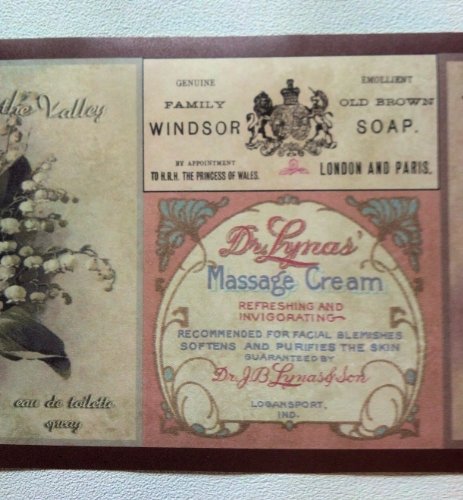 the Valley
eau de toilette
spray
GENUINE
FAMILY
WINDSOR
BY APPOINTMENT
TO H.R.H. THE PRINCESS OF WALES.
EMOLLIENT
OLD BROWN
SOAP.
LONDON AND PARIS.
Dr. Lynas'
Massage Cream
REFRESHING AND
INVIGORATING
RECOMMENDED FOR FACIAL BLEMISHES
SOFTENS AND PURIFIES THE SKIN
GUARANTEED BY
Dr. J.B. Lynas & Son
LOGANSPORT,
IND.